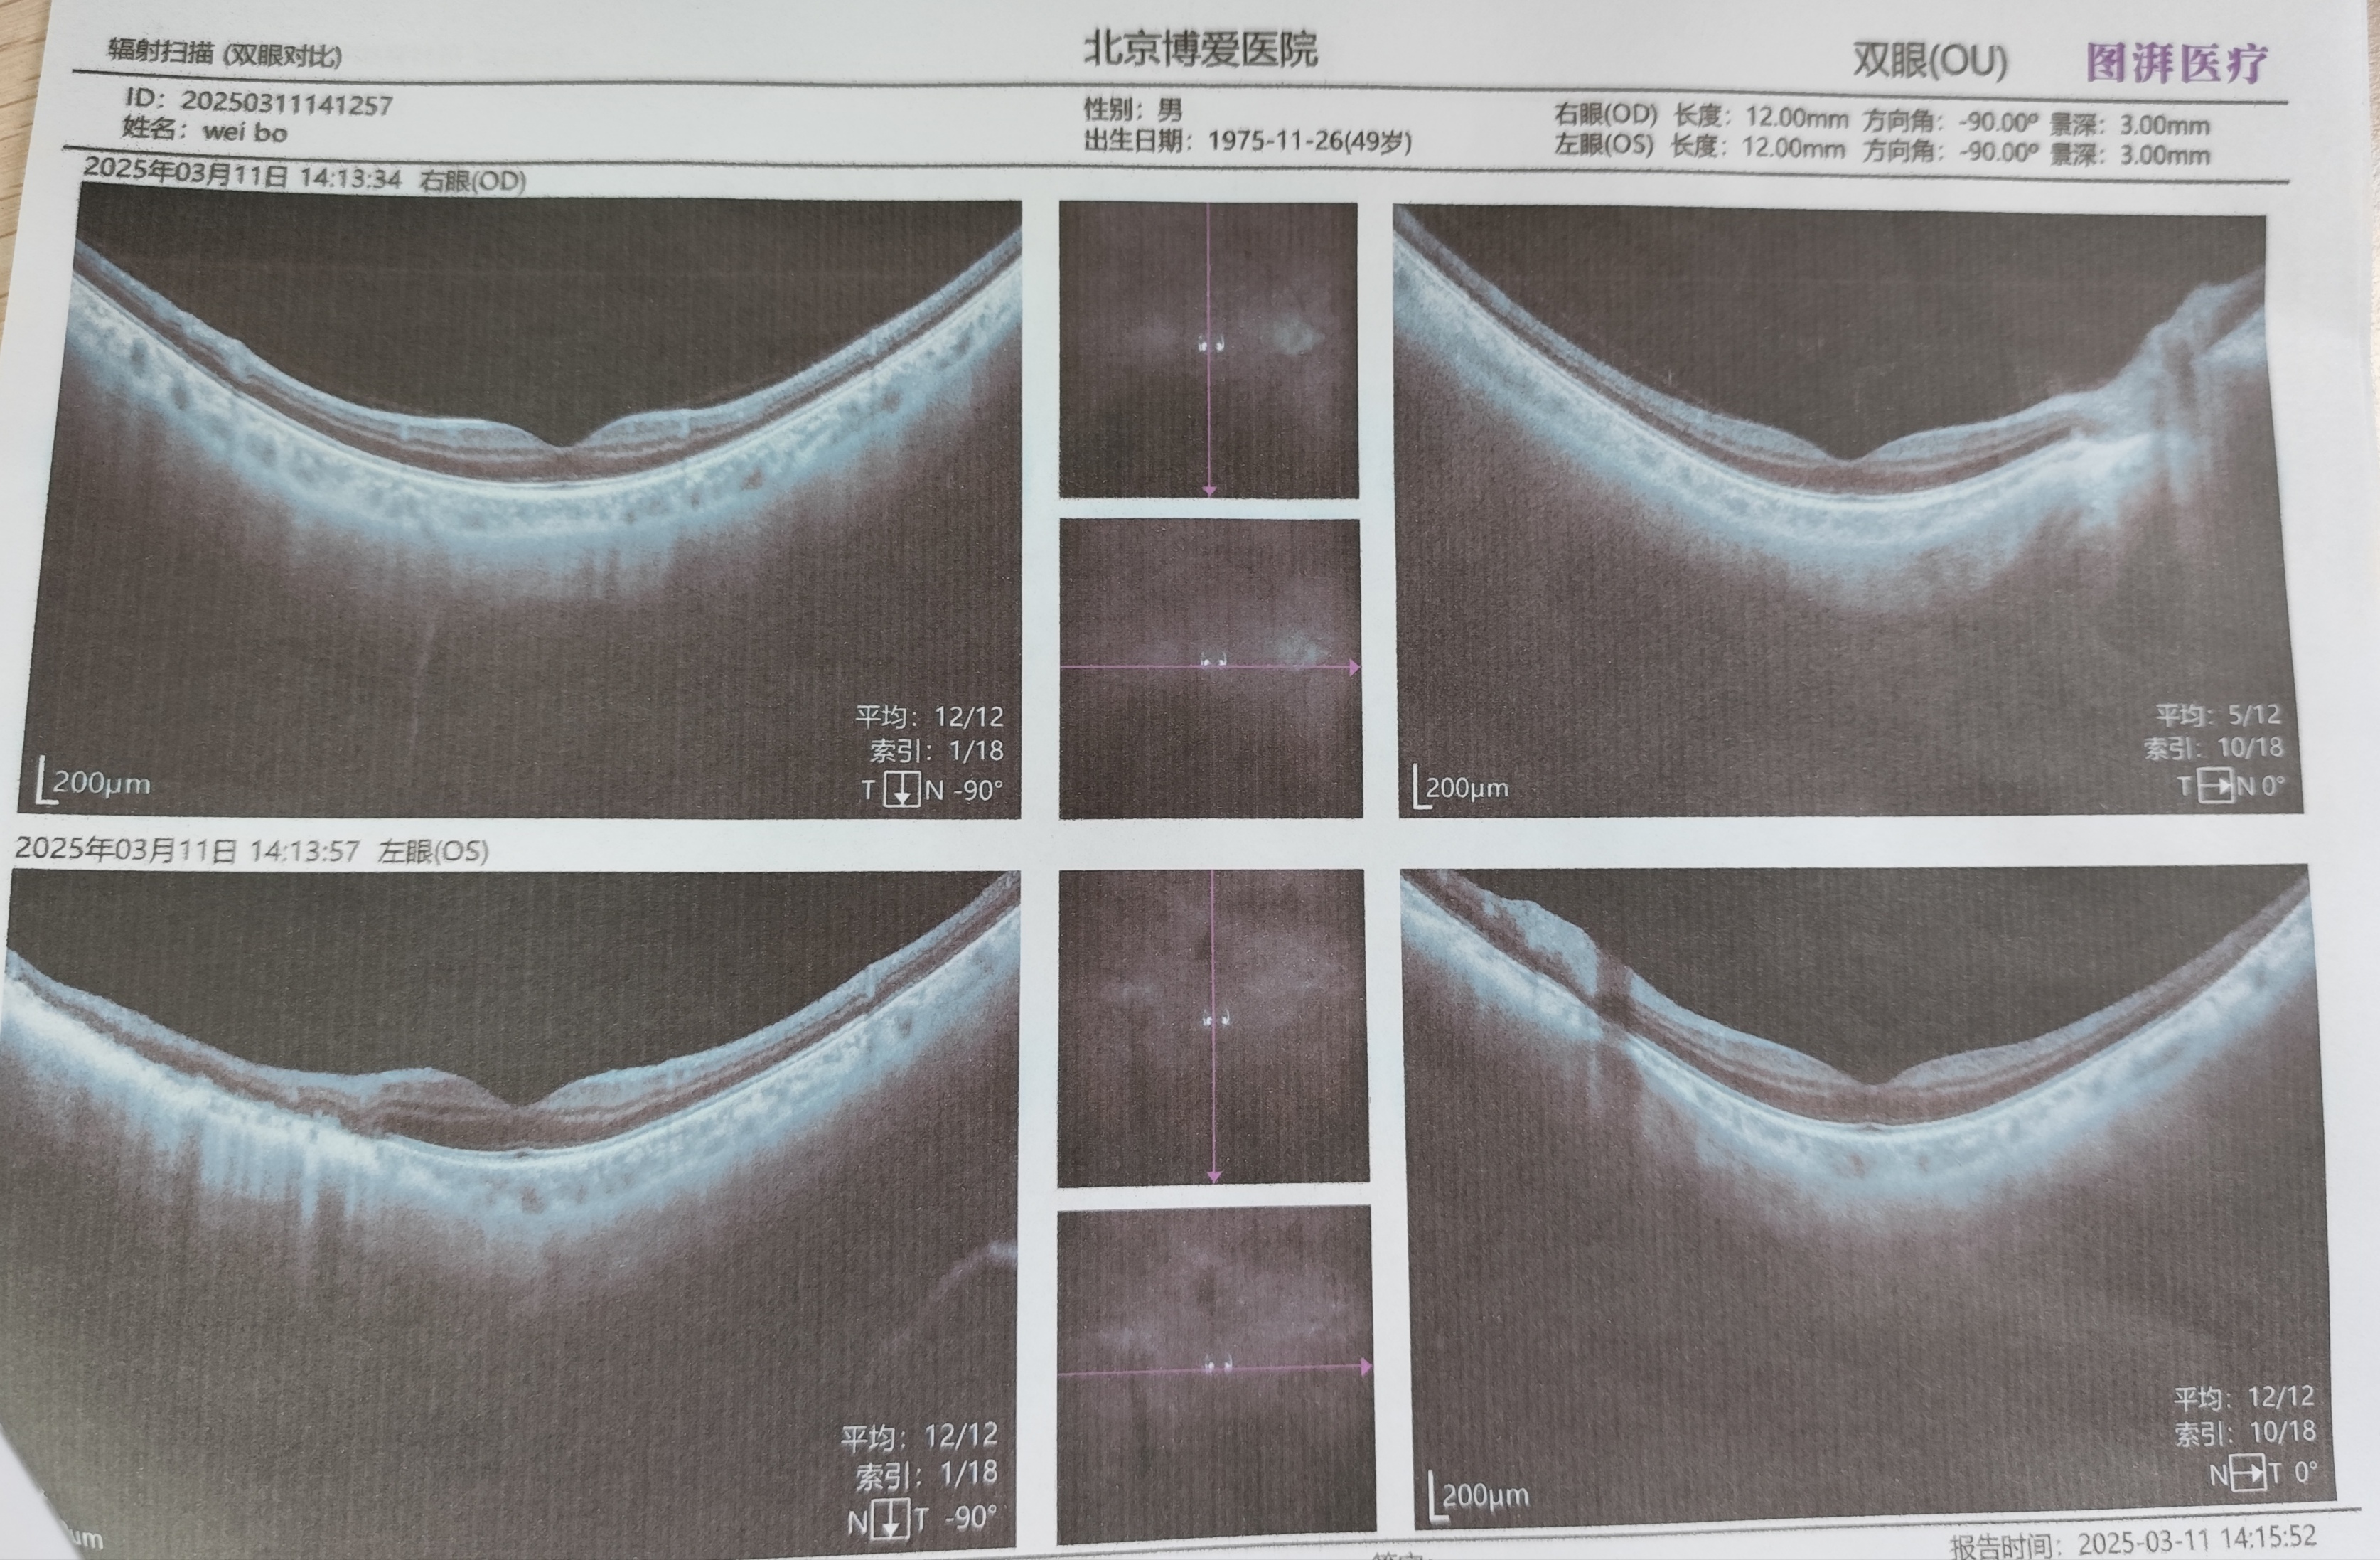 辐射扫描 (双眼对比)
北京博爱医院
双眼(OU)
图湃医疗
ID: 20250311141257
姓名: wei bo
性别: 男
出生日期: 1975-11-26(49岁)
右眼(OD) 长度: 12.00mm 方向角: -90.00° 景深: 3.00mm
左眼(OS) 长度: 12.00mm 方向角: -90.00° 景深: 3.00mm
2025年03月11日 14:13:34 右眼(OD)
平均: 12/12
索引: 1/18
T N -90°
200μm
平均: 5/12
索引: 10/18
T N 0°
200μm
2025年03月11日 14:13:57 左眼(OS)
平均: 12/12
索引: 1/18
N T -90°
μm
平均: 12/12
索引: 10/18
N T 0°
200μm
报告时间: 2025-03-11 14:15:52